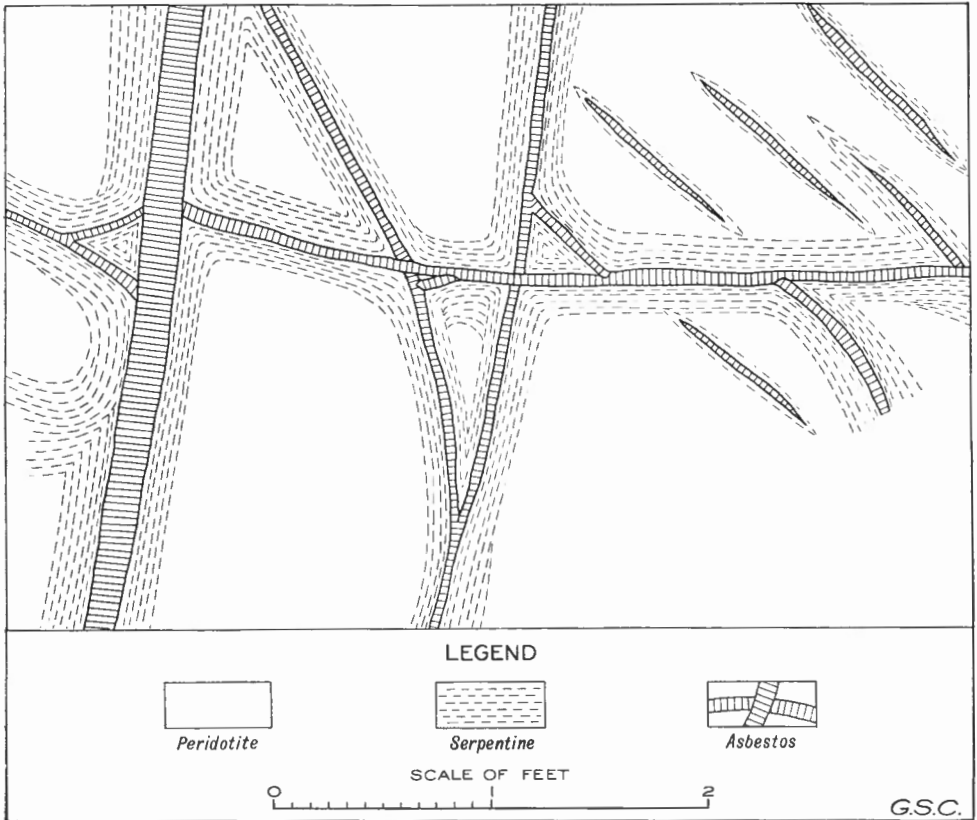 LEGEND
Peridotite
Serpentine
Asbestos
SCALE OF FEET
0 1 2
G.S.C.